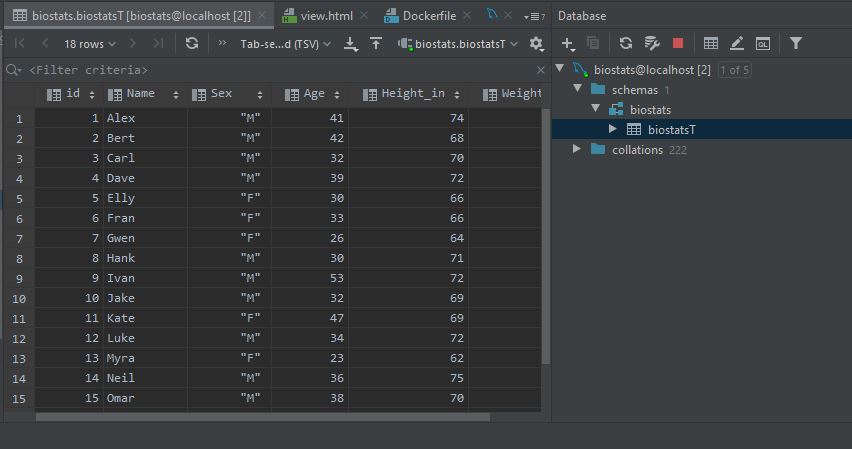 biostats.biostatsT [biostats@localhost [2]] view.html Dockerfile 7
Database
18 rows Tab-se...d (TSV) biostats.biostatsT
QL
<Filter criteria>
biostats@localhost [2] 1 of 5
id Name Sex Age Height_in Weight
schemas 1
1 1 Alex "M" 41 74
biostats
2 2 Bert "M" 42 68
biostatsT
3 3 Carl "M" 32 70
collations 222
4 4 Dave "M" 39 72
5 5 Elly "F" 30 66
6 6 Fran "F" 33 66
7 7 Gwen "F" 26 64
8 8 Hank "M" 30 71
9 9 Ivan "M" 53 72
10 10 Jake "M" 32 69
11 11 Kate "F" 47 69
12 12 Luke "M" 34 72
13 13 Myra "F" 23 62
14 14 Neil "M" 36 75
15 15 Omar "M" 38 70